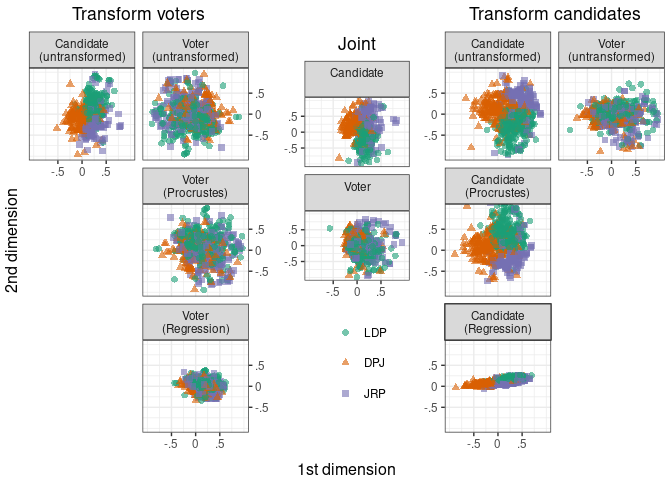 Transform voters
Joint
Transform candidates
Candidate
(untransformed)
Voter
(untransformed)
Candidate
Candidate
(untransformed)
Voter
(untransformed)
.5
0
-.5
-.5 0 .5
.5
0
-.5
.5
0
-.5
-.5 0 .5
Voter
(Procrustes)
.5
0
-.5
Voter
.5
0
-.5
-.5 0 .5
Candidate
(Procrustes)
.5
0
-.5
Voter
(Regression)
.5
0
-.5
-.5 0 .5
LDP
DPJ
JRP
Candidate
(Regression)
.5
0
-.5
-.5 0 .5
2nd dimension
1st dimension